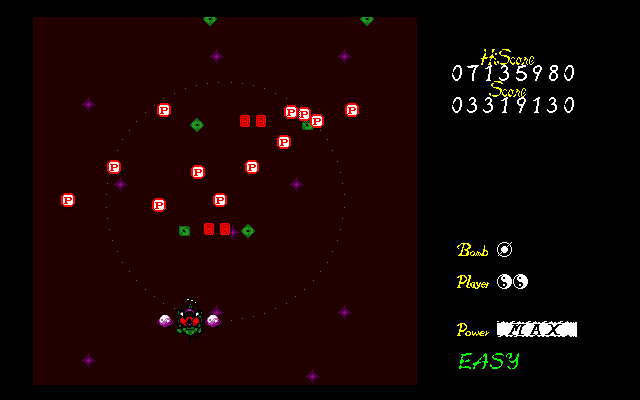 HiScore
07135980
Score
03319130
P P P P P
P
P P P
P P P
Bomb
Player
Power MAX
EASY